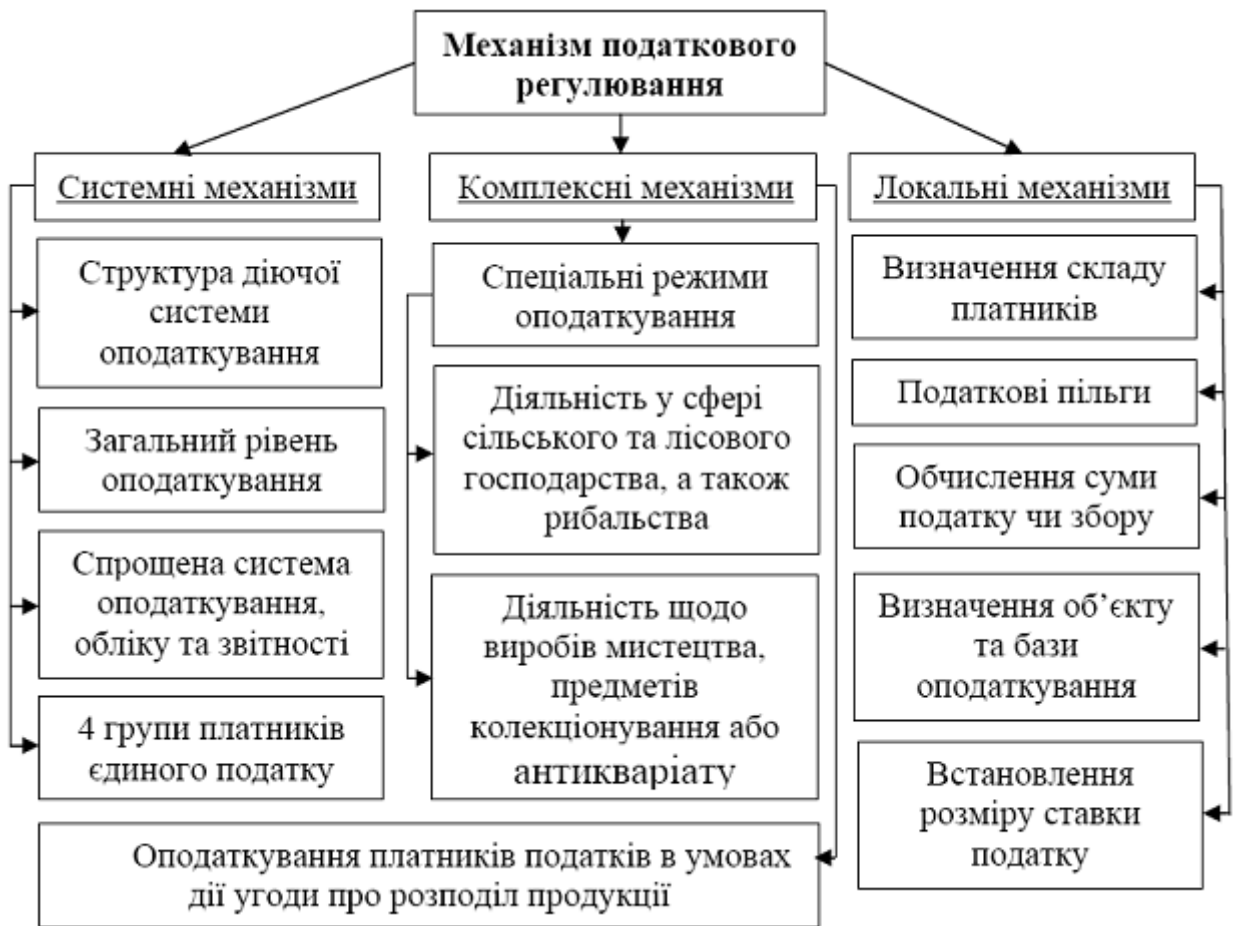 Механізм податкового
регулювання
Системні механізми
Структура діючої
системи
оподаткування
Загальний рівень
оподаткування
Спрощена система
оподаткування,
обліку та звітності
4 групи платників
єдиного податку
Комплексні механізми
Спеціальні режими
оподаткування
Діяльність у сфері
сільського та лісового
господарства, а також
рибальства
Діяльність щодо
виробів мистецтва,
предметів
колекціонування або
антикваріату
Оподаткування платників податків в умовах
дії угоди про розподіл продукції
Локальні механізми
Визначення складу
платників
Податкові пільги
Обчислення суми
податку чи збору
Визначення об’єкту
та бази
оподаткування
Встановлення
розміру ставки
податку